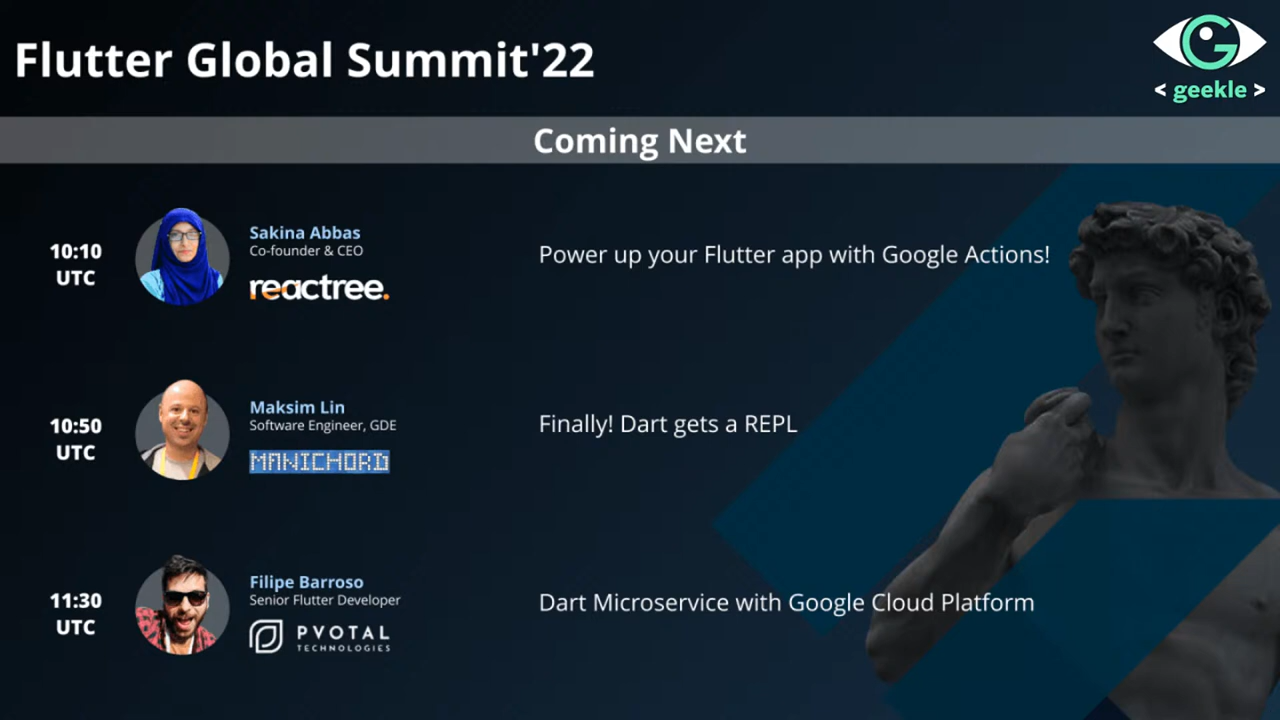 Flutter Global Summit'22
< geekle >
Coming Next
10:10
UTC
Sakina Abbas
Co-founder & CEO
reactree.
Power up your Flutter app with Google Actions!
10:50
UTC
Maksim Lin
Software Engineer, GDE
MANICHORD
Finally! Dart gets a REPL
11:30
UTC
Filipe Barroso
Senior Flutter Developer
PVOTAL
TECHNOLOGIES
Dart Microservice with Google Cloud Platform